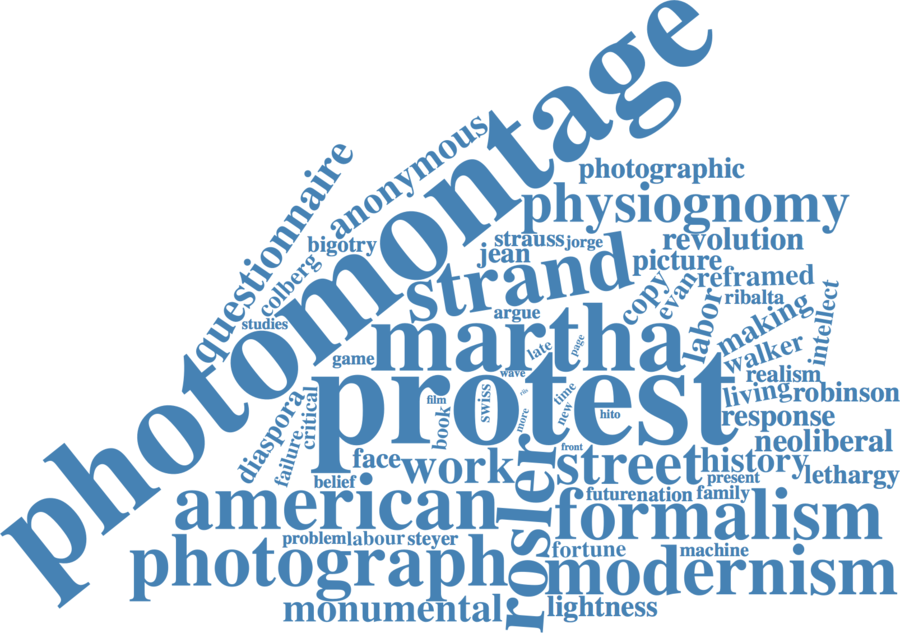 photomontage
questionnaire
anonymous
photographic
physiognomy
bigotry
strauss
jorge
revolution
colberg
jean
strand
picture
studies
copy
evan
reframed
argue
labor
ribalta
making
intellect
martha
game
late
page
walker
wave
realism
protest
film
book
swiss
more
time
new
hito
living
robinson
response
diaspora
failure
critical
neoliberal
front
face
work
street
history
lethargy
belief
present
american
rosler
future
nation
family
formalism
problem
labour
steyer
photograph
fortune
machine
modernism
monumental
lightness